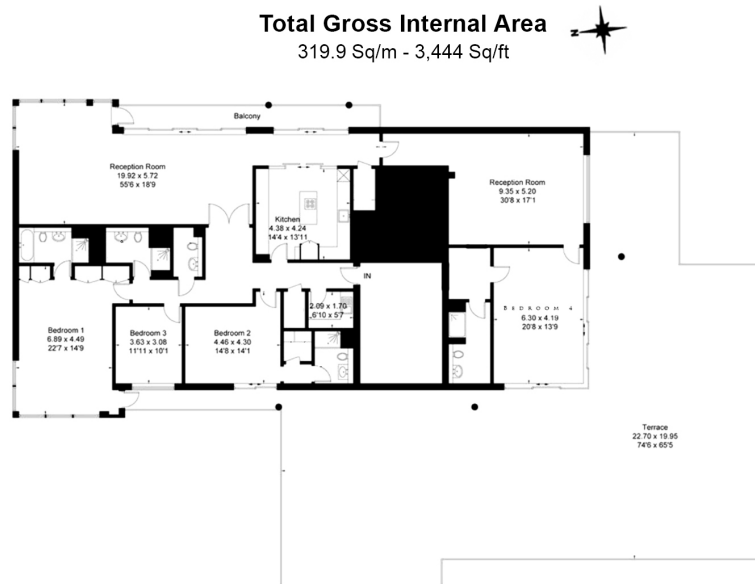 Total Gross Internal Area
319.9 Sq/m - 3,444 Sq/ft
N
Balcony
Reception Room
19.92 x 5.72
65'6 x 18'9
Reception Room
9.35 x 5.20
30'8 x 17'1
Kitchen
4.38 x 4.24
14'4 x 13'11
IN
2.09 x 1.70
6'10 x 5'7
BEDROOM 4
6.30 x 4.19
20'8 x 13'9
Bedroom 1
6.89 x 4.49
22'7 x 14'9
Bedroom 3
3.63 x 3.08
11'11 x 10'1
Bedroom 2
4.46 x 4.30
14'8 x 14'1
Terrace
22.70 x 19.95
74'6 x 65'5